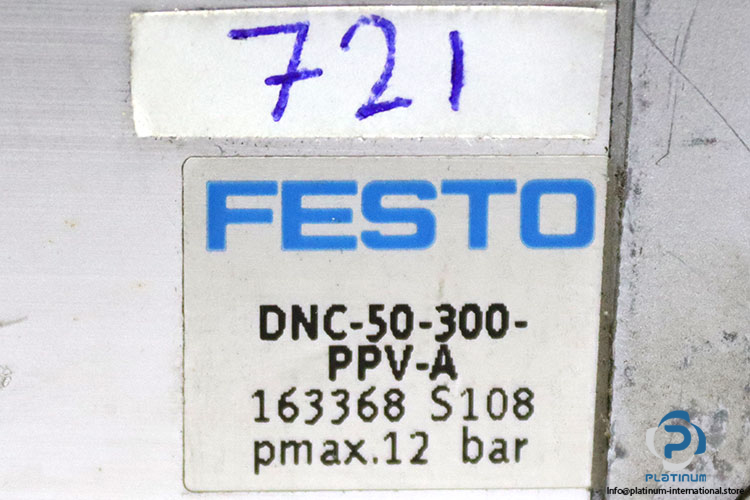 721
FESTO
DNC-50-300-
PPV-A
163368 S108
pmax.12 bar
PLATINUM
Info@platinum-international.store